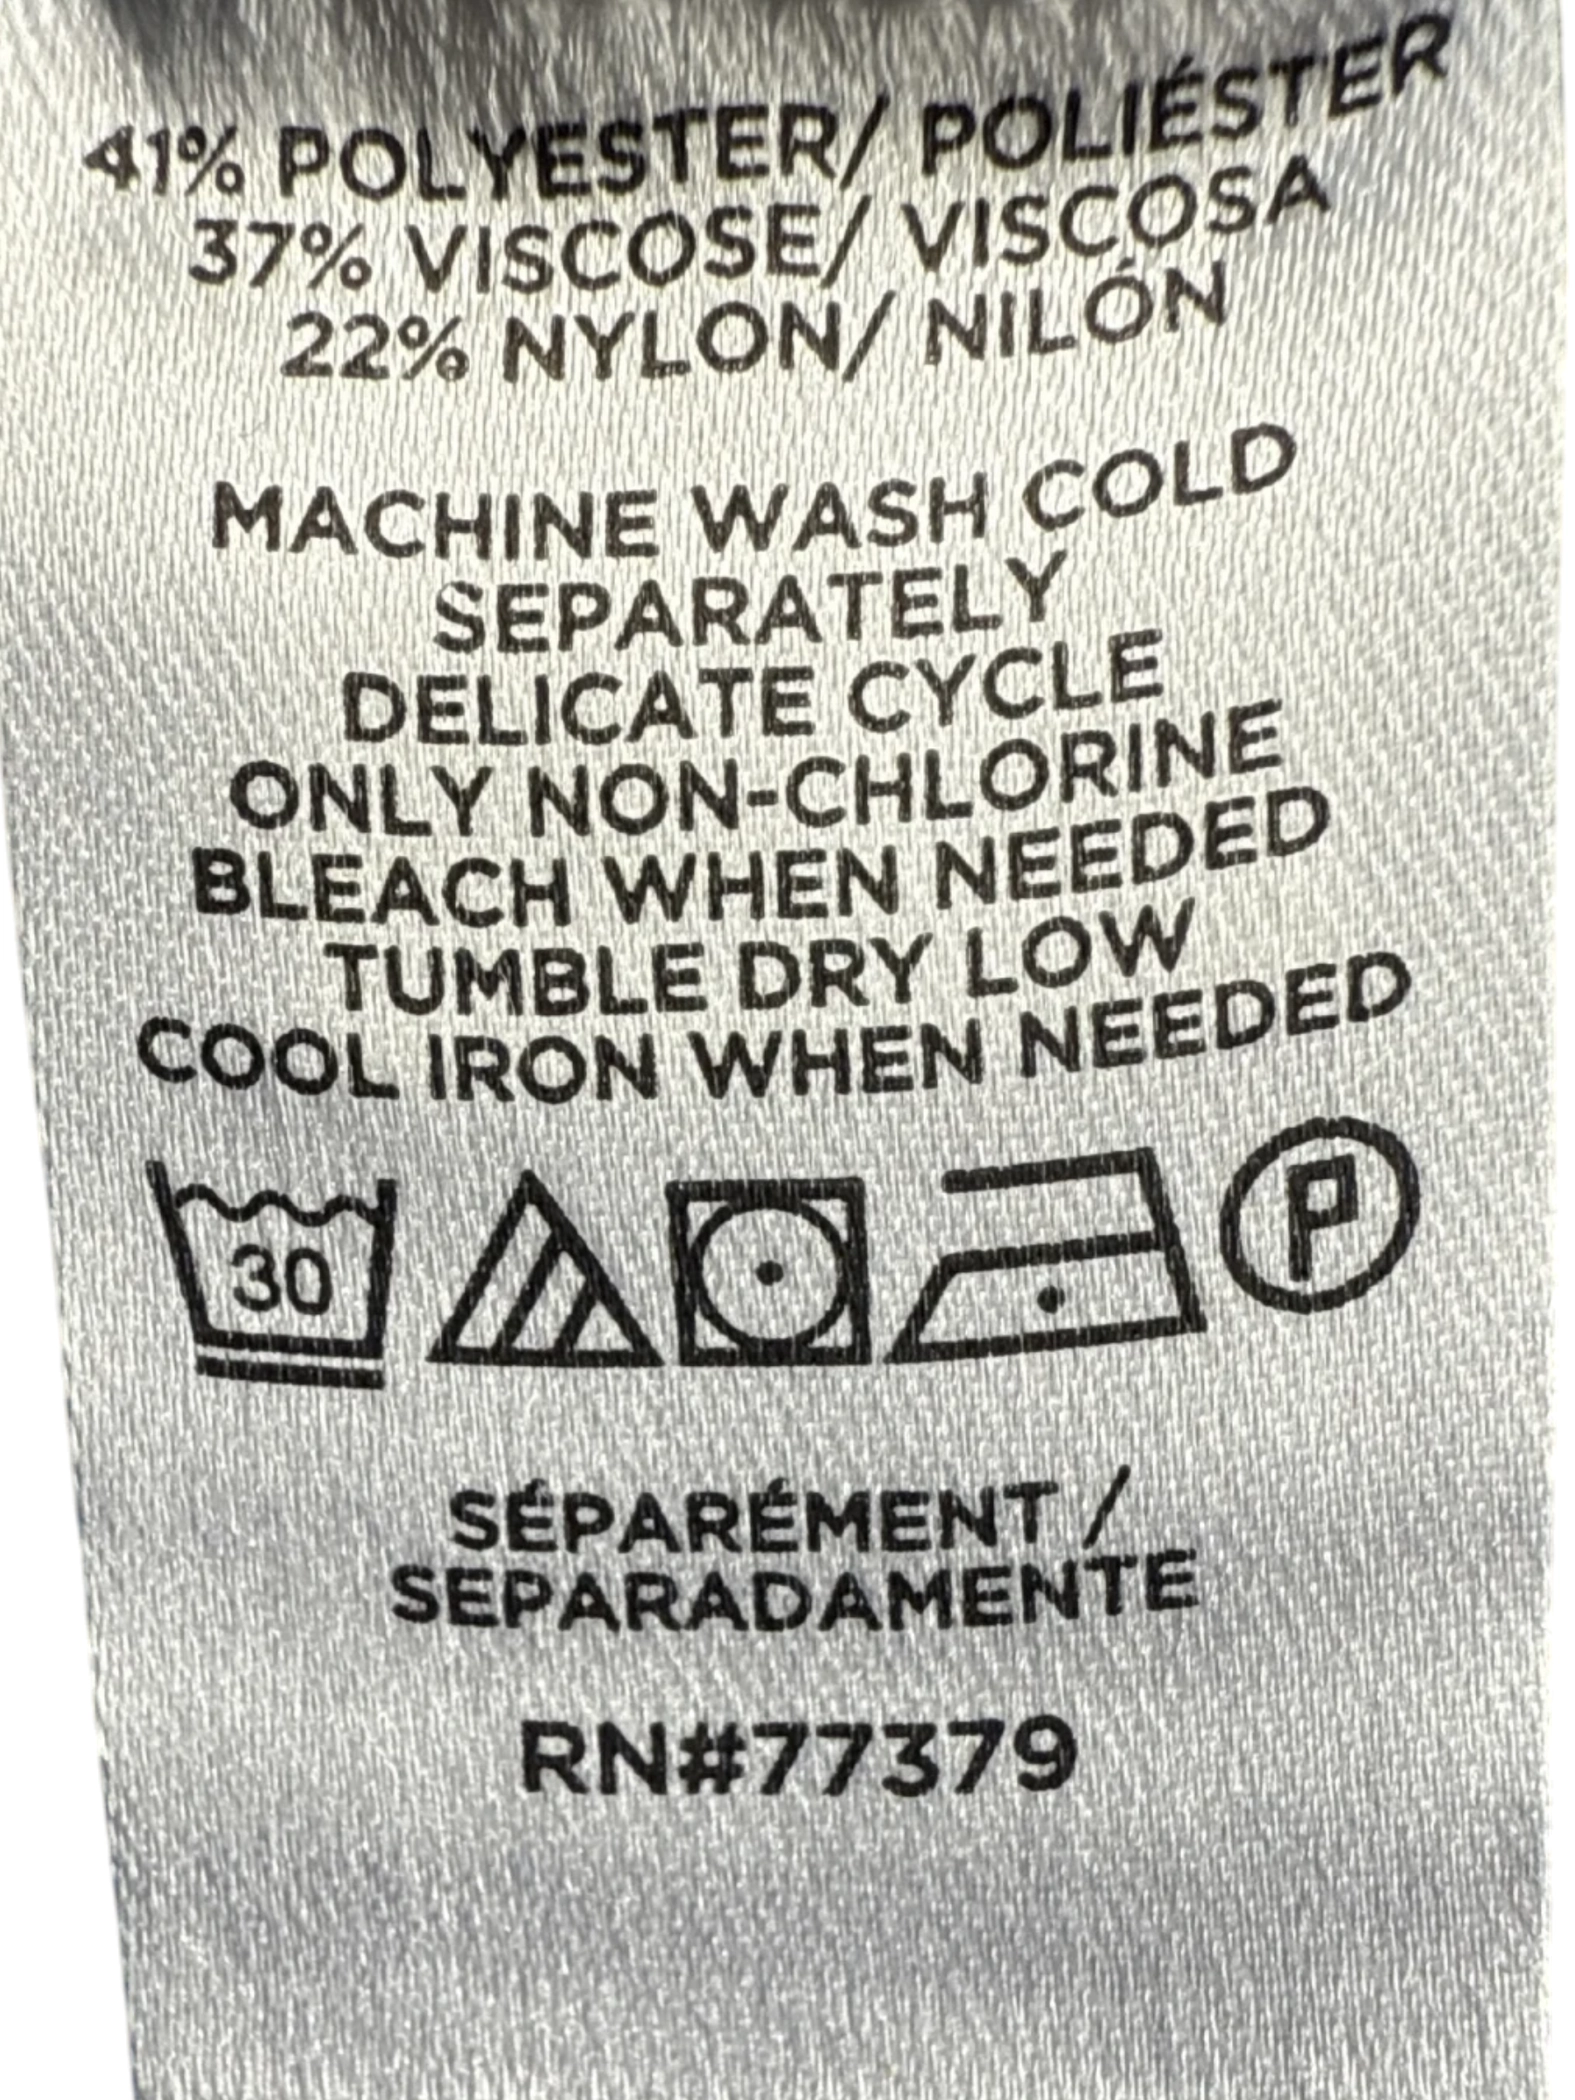 41% POLYESTER/ POLIÉSTER
37% VISCOSE/ VISCOSA
22% NYLON/ NILÓN
MACHINE WASH COLD
SEPARATELY
DELICATE CYCLE
ONLY NON-CHLORINE
BLEACH WHEN NEEDED
TUMBLE DRY LOW
COOL IRON WHEN NEEDED
30 P
SÉPARÉMENT /
SEPARADAMENTE
RN#77379